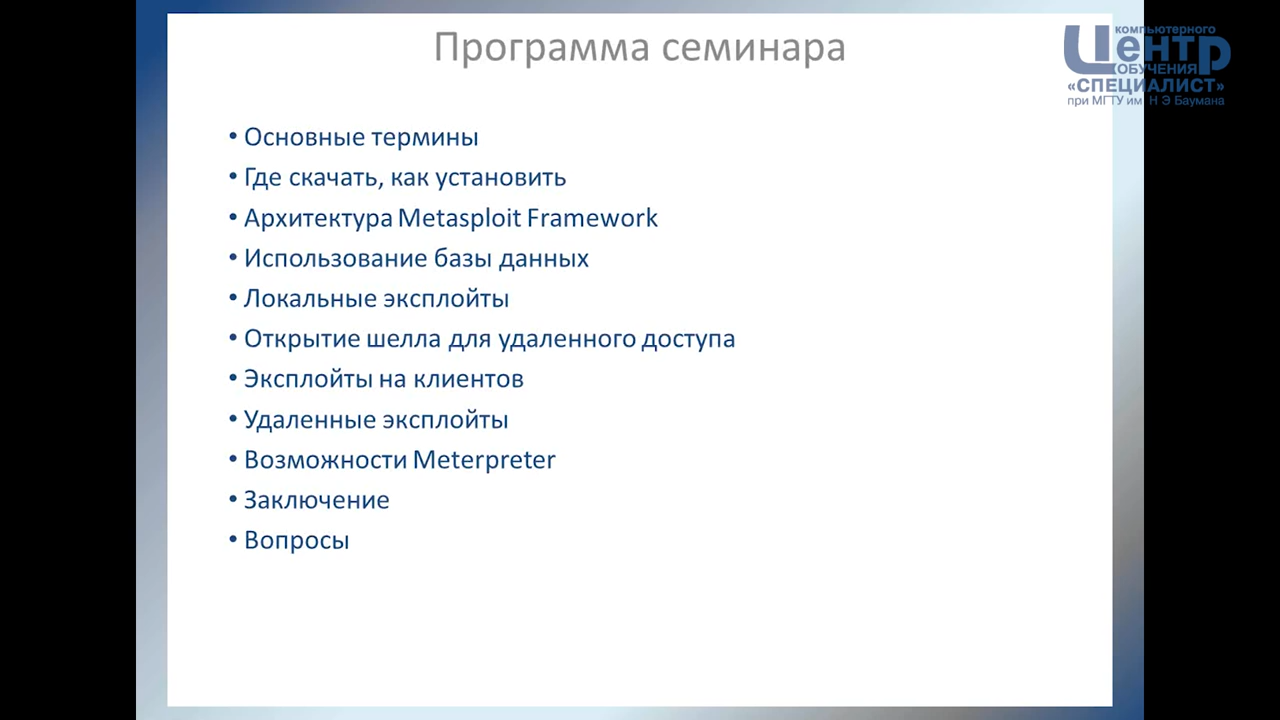 Программа семинара
компьютерного
Центр
ОБУЧЕНИЯ
«СПЕЦИАЛИСТ»
при МГТУ им Н Э Баумана
• Основные термины
• Где скачать, как установить
• Архитектура Metasploit Framework
• Использование базы данных
• Локальные эксплойты
• Открытие шелла для удаленного доступа
• Эксплойты на клиентов
• Удаленные эксплойты
• Возможности Meterpreter
• Заключение
• Вопросы